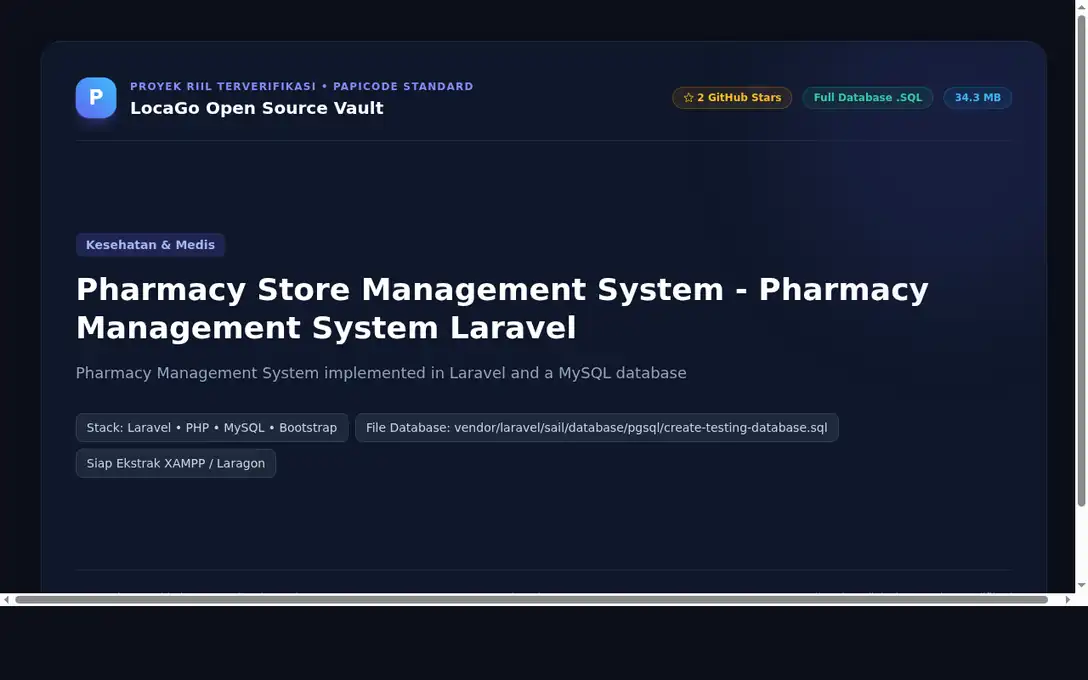 P
PROYEK RIIL TERVERIFIKASI • PAPICODE STANDARD
LocaGo Open Source Vault
☆ 2 GitHub Stars
Full Database .SQL
34.3 MB
Kesehatan & Medis
Pharmacy Store Management System - Pharmacy
Management System Laravel
Pharmacy Management System implemented in Laravel and a MySQL database
Stack: Laravel • PHP • MySQL • Bootstrap
File Database: vendor/laravel/sail/database/pgsql/create-testing-database.sql
Siap Ekstrak XAMPP / Laragon